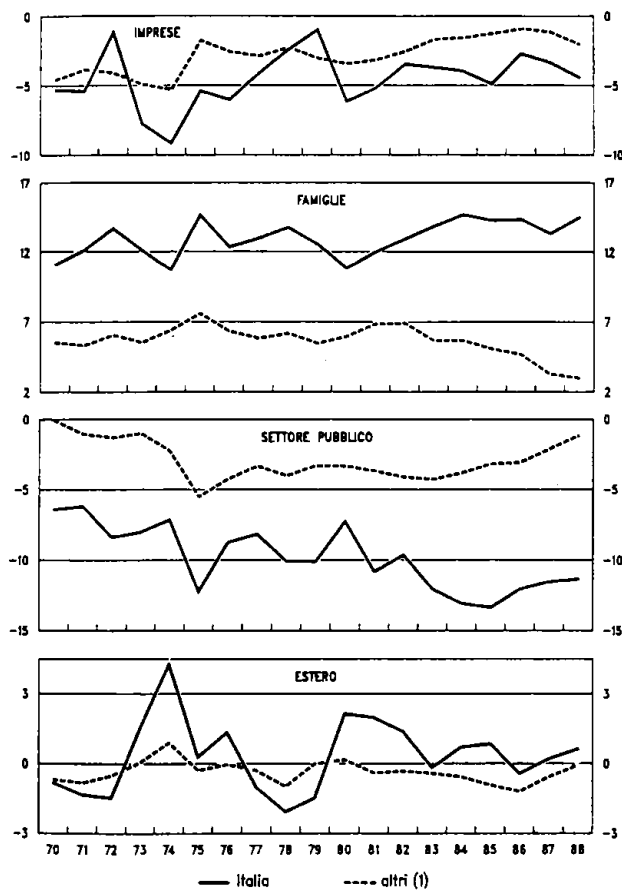 IMPRESE
0 0
-5 -5
-10 -10
FAMIGLIE
17 17
12 12
7 7
2 2
SETTORE PUBBLICO
0 0
-5 -5
-10 -10
-15 -15
ESTERO
3 3
0 0
-3 -3
70 71 72 73 74 75 76 77 78 79 80 81 82 83 84 85 86 87 88
Italia altri (1)